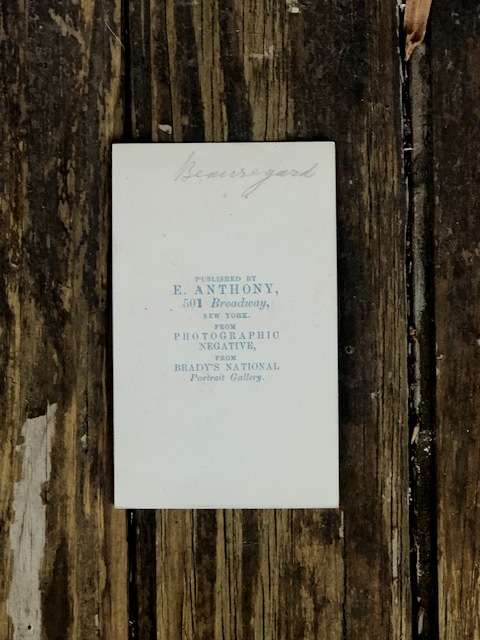 Beauregard
PUBLISHED BY
E. ANTHONY,
501 Broadway,
NEW YORK.
FROM
PHOTOGRAPHIC
NEGATIVE,
FROM
BRADY'S NATIONAL
Portrait Gallery.